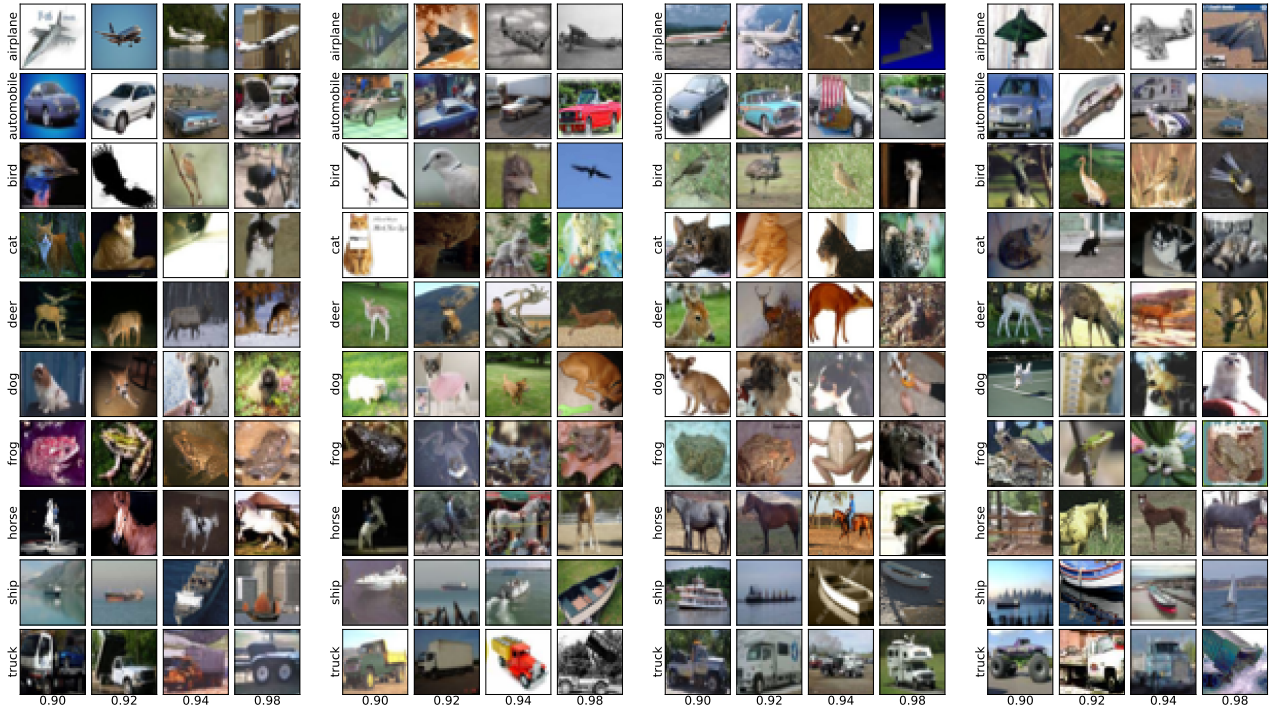 airplane airplane airplane airplane
automobile automobile automobile automobile
bird bird bird bird
cat cat cat cat
deer deer deer deer
dog dog dog dog
frog frog frog frog
horse horse horse horse
ship ship ship ship
truck truck truck truck
0.90 0.92 0.94 0.98 0.90 0.92 0.94 0.98 0.90 0.92 0.94 0.98 0.90 0.92 0.94 0.98